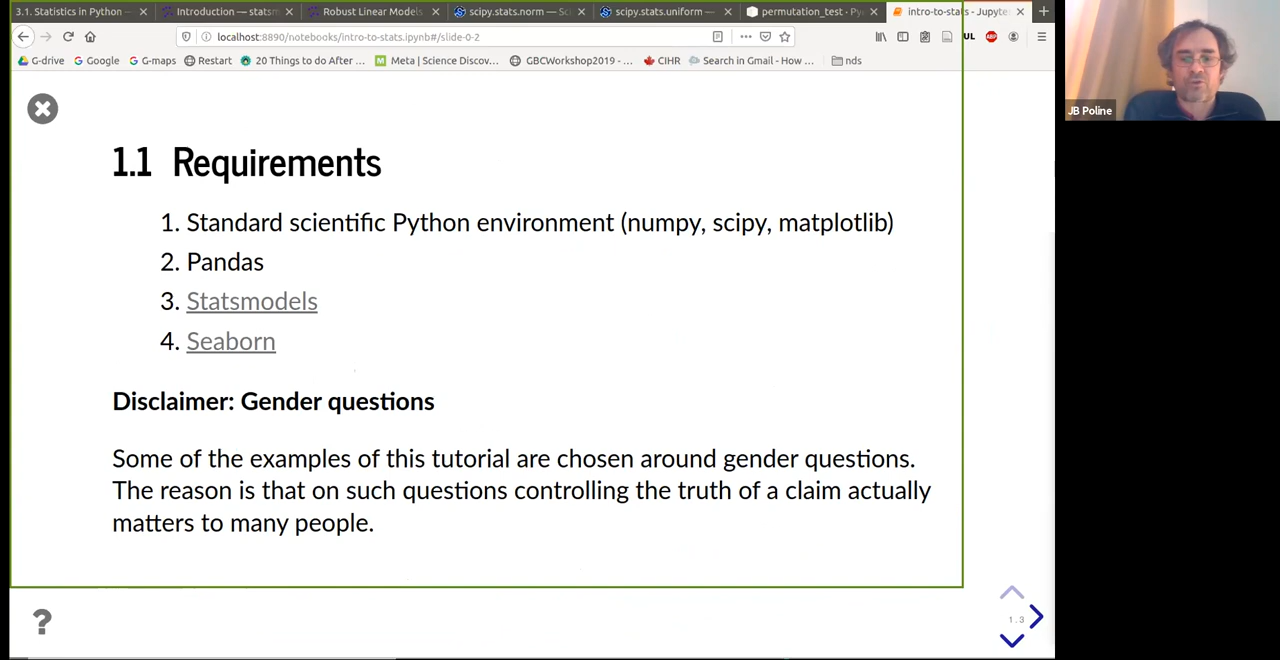 3.1. Statistics in Python —
Introduction — statsm
Robust Linear Models
scipy.stats.norm — Sci
scipy.stats.uniform —
permutation_test - Py
intro-to-stats - Jupyte
localhost:8890/notebooks/intro-to-stats.ipynb#/slide-0-2
UL
ABP
G-drive
Google
G-maps
Restart
20 Things to do After ...
Meta | Science Discov...
GBCWorkshop2019 - ...
CIHR
Search in Gmail - How ...
nds
JB Poline
1.1 Requirements
1. Standard scientific Python environment (numpy, scipy, matplotlib)
2. Pandas
3. Statsmodels
4. Seaborn
Disclaimer: Gender questions
Some of the examples of this tutorial are chosen around gender questions.
The reason is that on such questions controlling the truth of a claim actually
matters to many people.
?
1.3